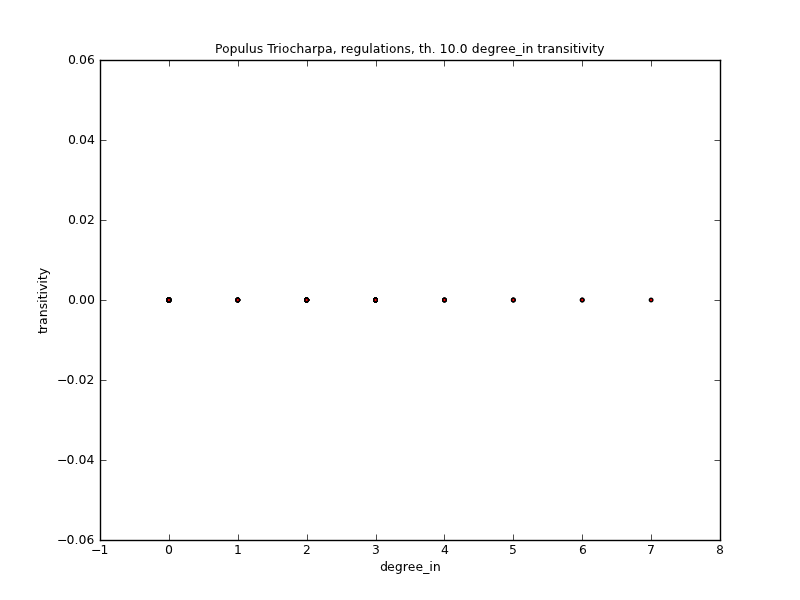 Populus Triocharpa, regulations, th. 10.0 degree_in transitivity
0.06
0.04
0.02
0.00
−0.02
−0.04
−0.06
transitivity
−1 0 1 2 3 4 5 6 7 8
degree_in